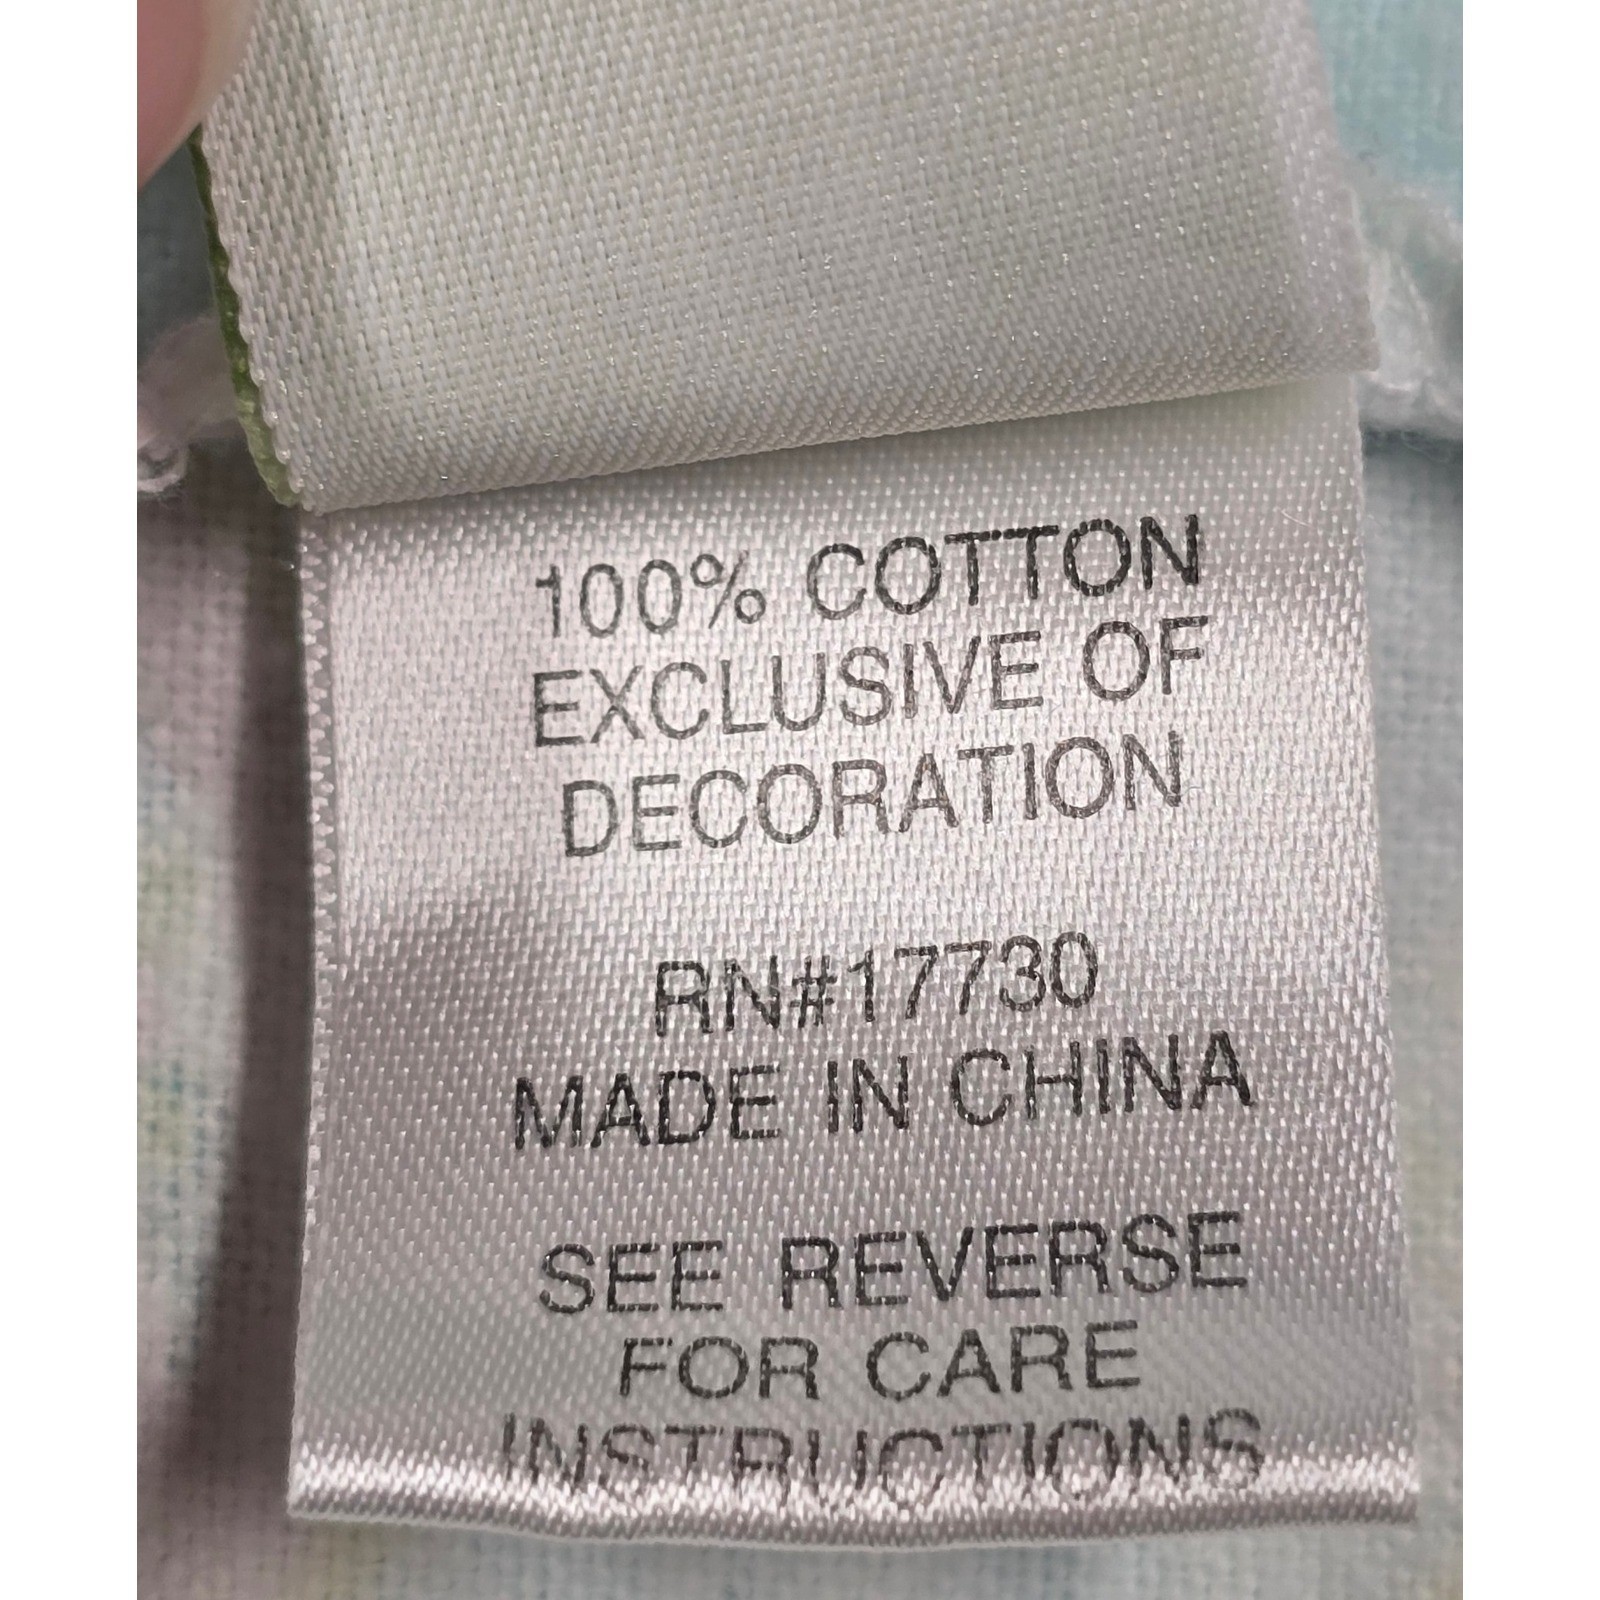 100% COTTON
EXCLUSIVE OF
DECORATION
RN#17730
MADE IN CHINA
SEE REVERSE
FOR CARE
INSTRUCTIONS